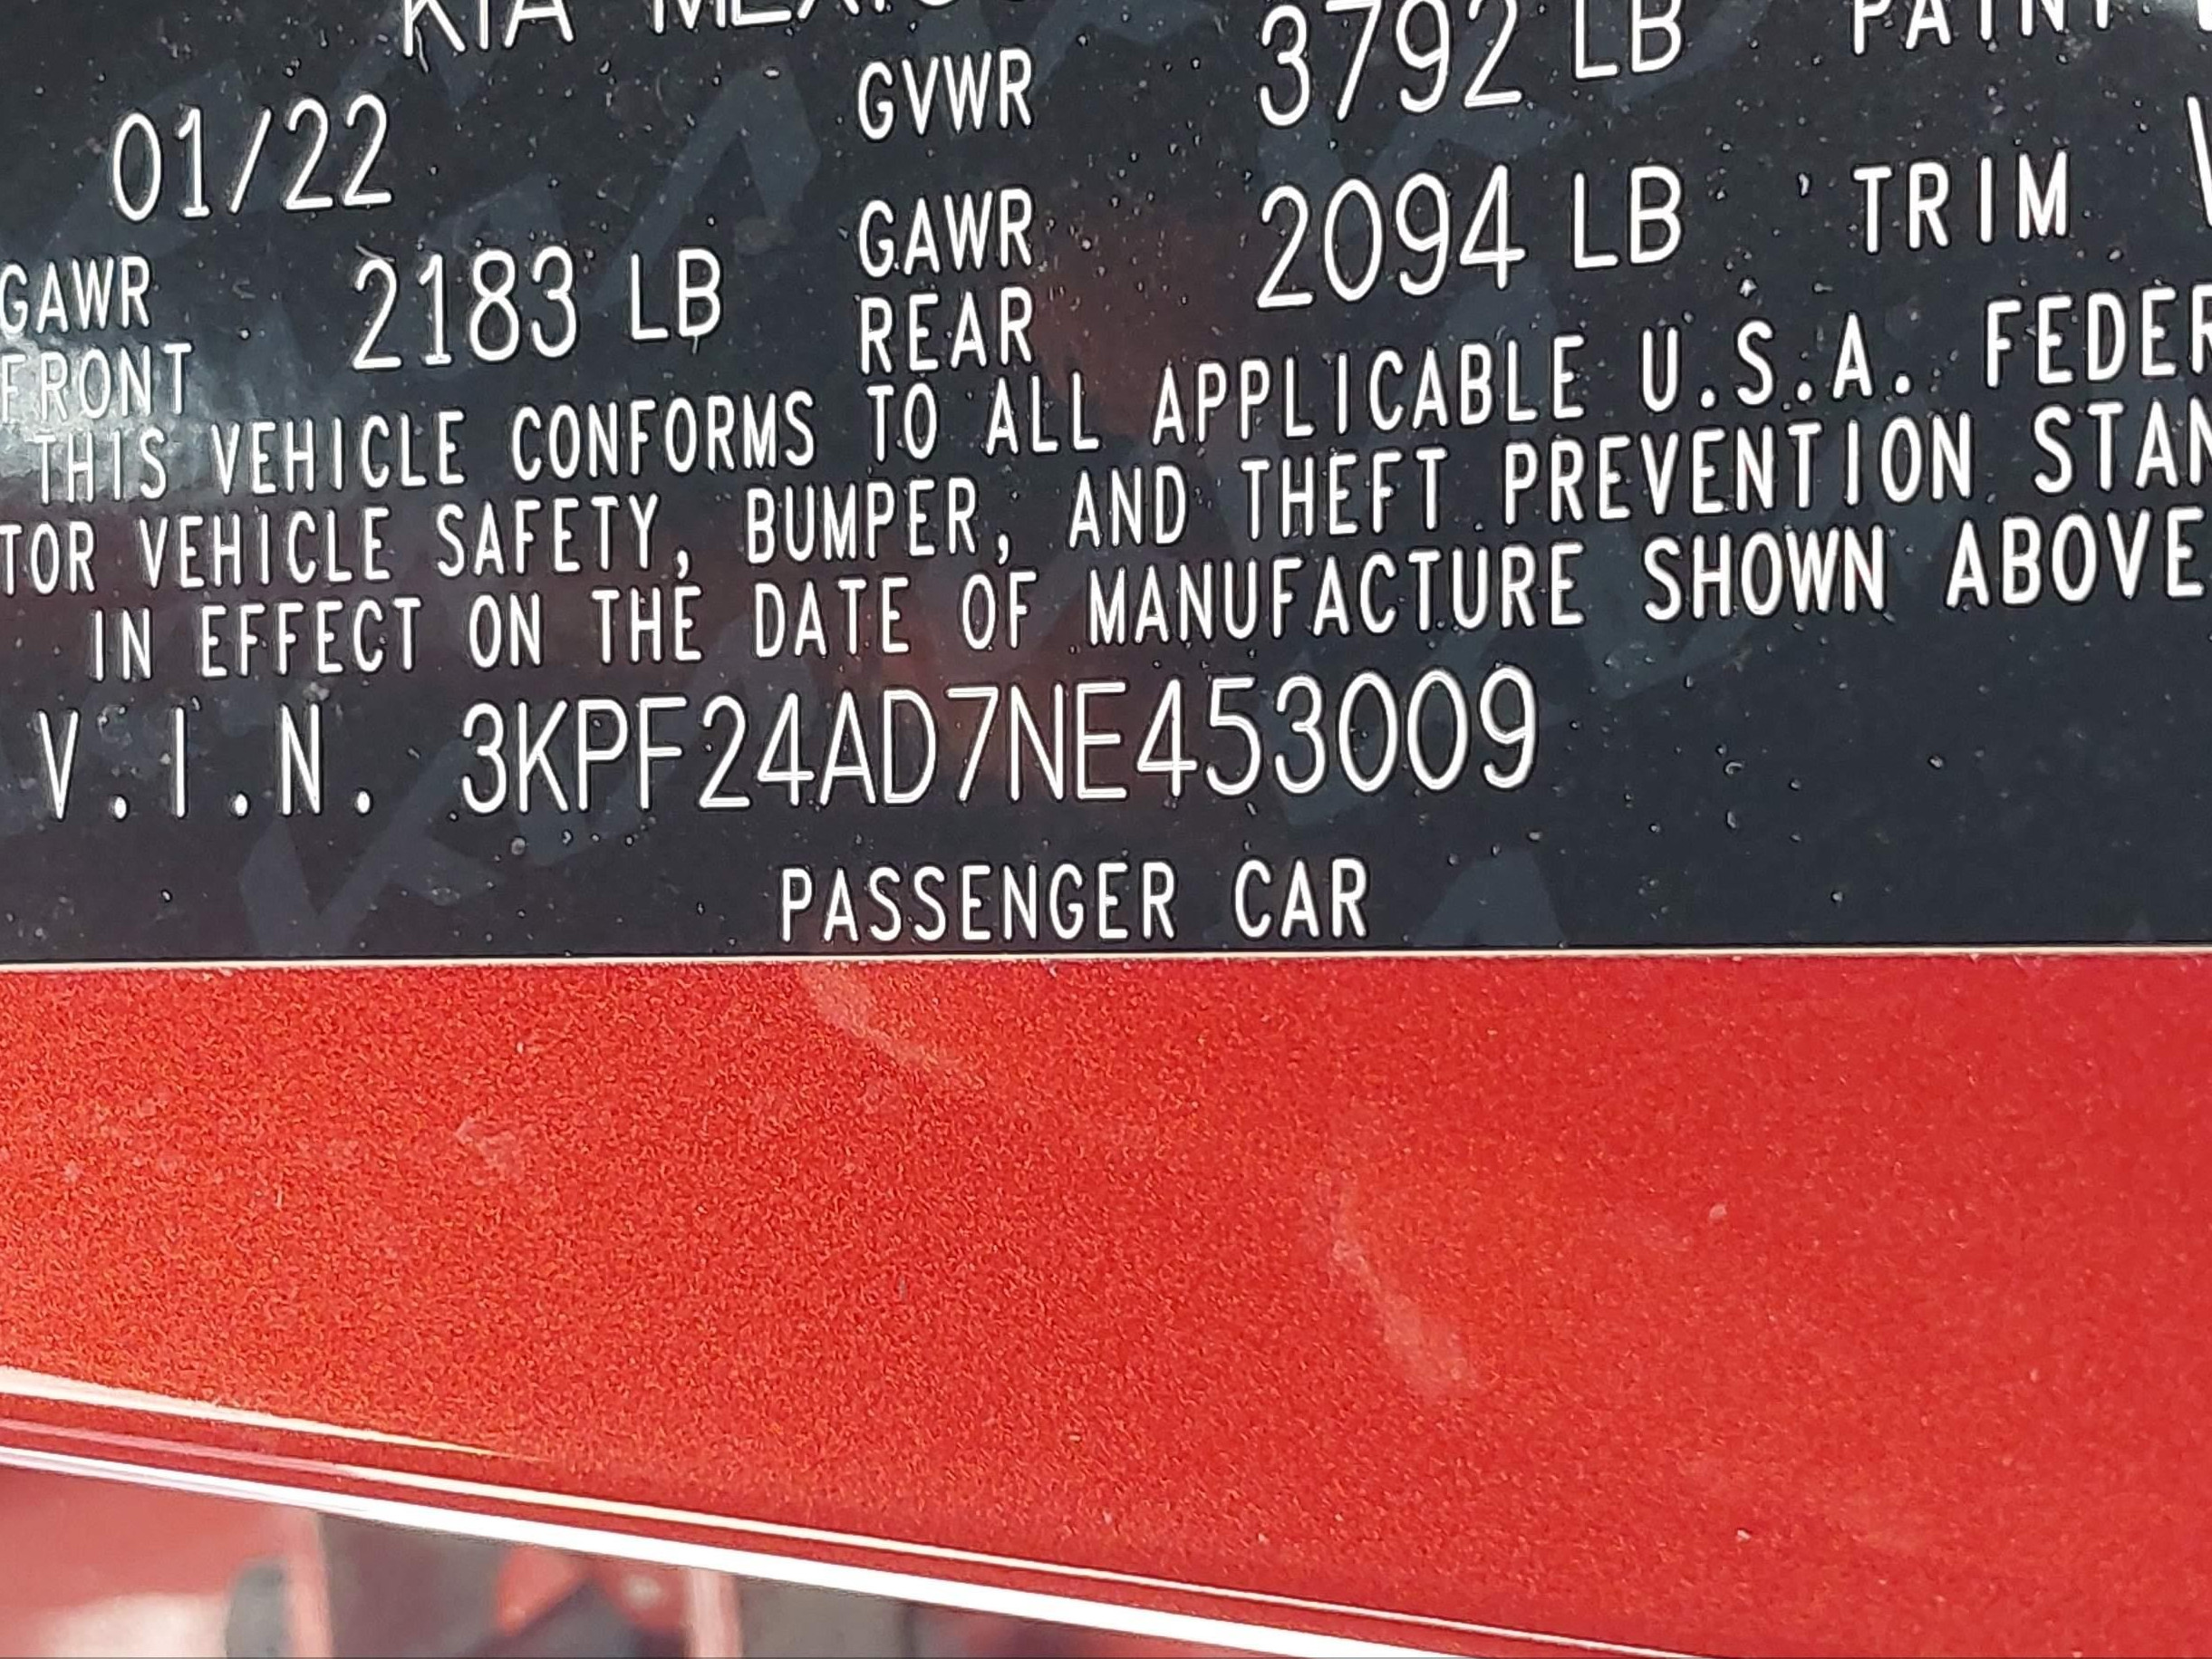 KIA MEXICO
01/22 GVWR 3792 LB PAINT
GAWR FRONT 2183 LB GAWR REAR 2094 LB TRIM
THIS VEHICLE CONFORMS TO ALL APPLICABLE U.S.A. FEDER
TOR VEHICLE SAFETY, BUMPER, AND THEFT PREVENTION STAN
IN EFFECT ON THE DATE OF MANUFACTURE SHOWN ABOVE
V.I.N. 3KPF24AD7NE453009
PASSENGER CAR